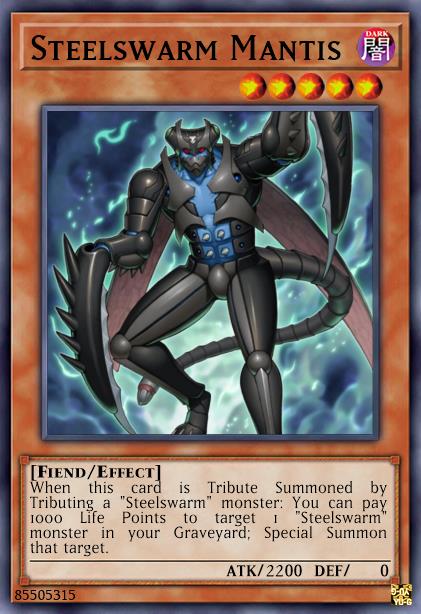 STEELSWARM MANTIS
DARK
闇
[FIEND/EFFECT]
When this card is Tribute Summoned by
Tributing a "Steelswarm" monster: You can pay
1000 Life Points to target 1 "Steelswarm"
monster in your Graveyard; Special Summon
that target.
ATK/2200 DEF/ 0
85505315